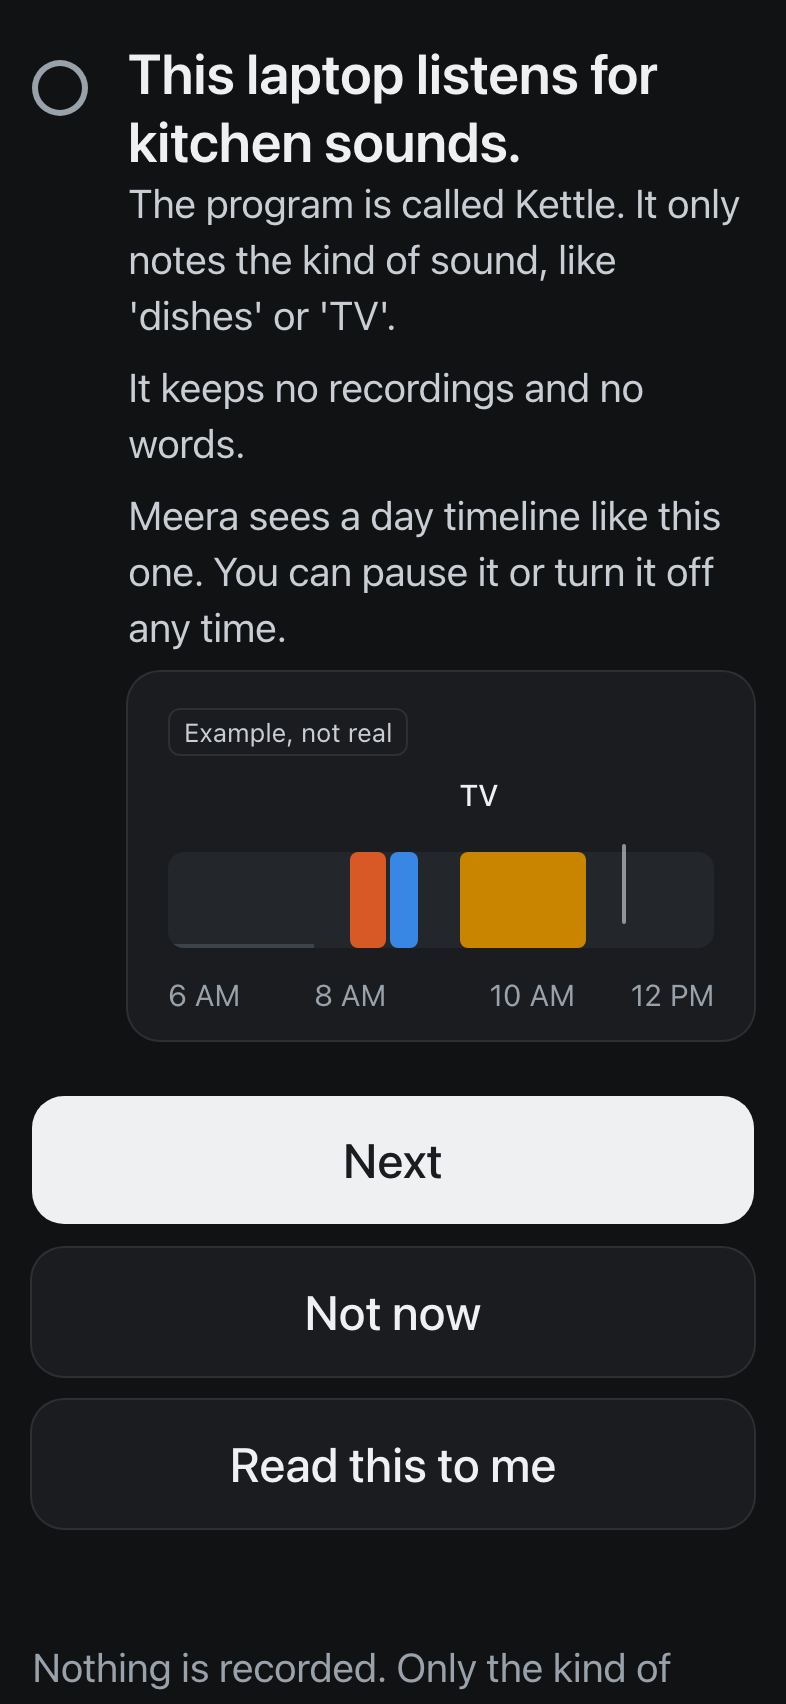 This laptop listens for
kitchen sounds.
The program is called Kettle. It only
notes the kind of sound, like
'dishes' or 'TV'.
It keeps no recordings and no
words.
Meera sees a day timeline like this
one. You can pause it or turn it off
any time.
Example, not real
TV
6 AM 8 AM 10 AM 12 PM
Next
Not now
Read this to me
Nothing is recorded. Only the kind of